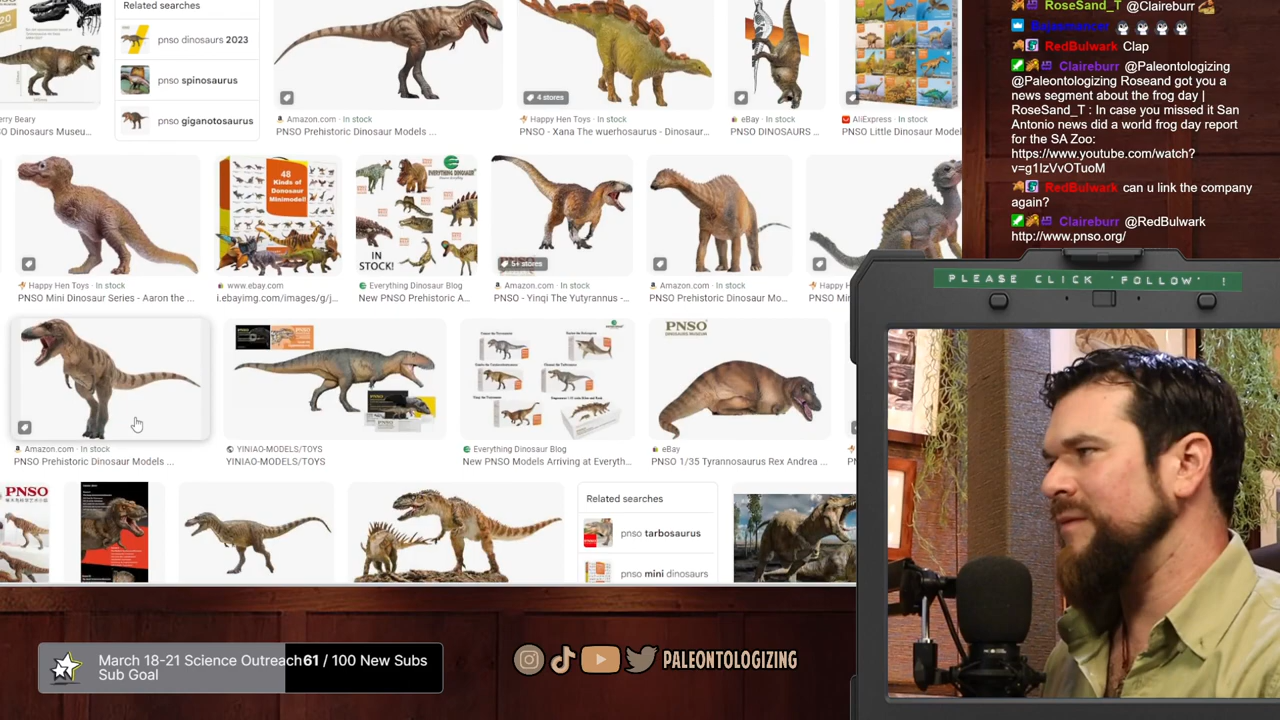 Related searches
pnso dinosaurs 2023
pnso spinosaurus
pnso giganotosaurus
erry Beary
SO Dinosaurs Museu...
Amazon.com · In stock
PNSO Prehistoric Dinosaur Models ...
4 stores
Happy Hen Toys · In stock
PNSO - Xana The wuerhosaurus - Dinosaur...
eBay · In stock
PNSO DINOSAURS ...
AliExpress · In stock
PNSO Little Dinosaur Model
Happy Hen Toys · In stock
PNSO Mini Dinosaur Series - Aaron the ...
48
Kinds of
www.ebay.com
i.ebayimg.com/images/g/j...
EVERYTHING DINOSAUR
IN
STOCK!
Everything Dinosaur Blog
New PNSO Prehistoric A...
5+ stores
Amazon.com · In stock
PNSO - Yinqi The Yutyrannus -...
Amazon.com · In stock
PNSO Prehistoric Dinosaur Mo...
Happy H
PNSO Mi
Amazon.com · In stock
PNSO Prehistoric Dinosaur Models ...
YINIAO-MODELS/TOYS
YINIAO-MODELS/TOYS
Everything Dinosaur Blog
New PNSO Models Arriving at Everyth...
PNSO
eBay
PNSO 1/35 Tyrannosaurus Rex Andrea ...
PNSO
Related searches
pnso tarbosaurus
pnso mini dinosaurs
RoseSand_T @Claireburr
RedBulwark Clap
Claireburr @Paleontologizing
@Paleontologizing Roseand got you a
news segment about the frog day |
RoseSand_T : In case you missed it San
Antonio news did a world frog day report
for the SA Zoo:
https://www.youtube.com/watch?
v=g1IzVvOTuoM
RedBulwark can u link the company
again?
Claireburr @RedBulwark
http://www.pnso.org/
PLEASE CLICK 'FOLLOW' !
March 18-21 Science Outreach 61 / 100 New Subs
Sub Goal
PALEONTOLOGIZING